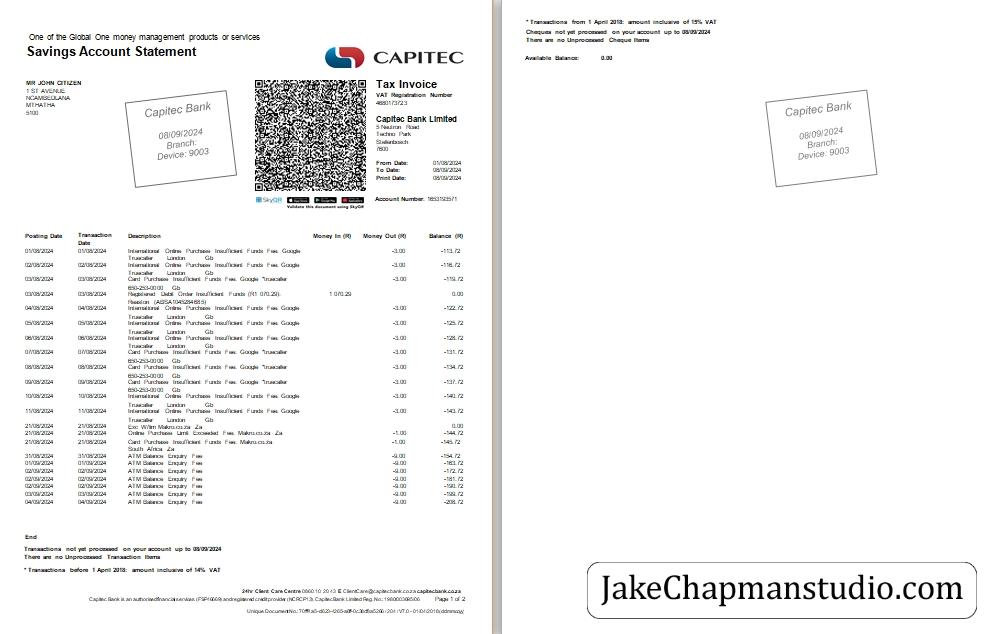 One of the Global One money management products or services
Savings Account Statement
CAPITEC
MR JOHN CITIZEN
1 ST AVENUE
NCAMBEDLANA
MTHATHA
5100
Capitec Bank
08/09/2024
Branch:
Device: 9003
SkyQR
Validate this document using SkyQR
Tax Invoice
VAT Registration Number
4680173723
Capitec Bank Limited
5 Neutron Road
Techno Park
Stellenbosch
7600
From Date: 01/08/2024
To Date: 08/09/2024
Print Date: 08/09/2024
Account Number: 1653193571
Posting Date Transaction Date Description Money In (R) Money Out (R) Balance (R)
01/08/2024 01/08/2024 International Online Purchase Insufficient Funds Fee: Google -3.00 -113.72
Truecaller London Gb
02/08/2024 02/08/2024 International Online Purchase Insufficient Funds Fee: Google -3.00 -116.72
Truecaller London Gb
03/08/2024 03/08/2024 Card Purchase Insufficient Funds Fee: Google *truecaller -3.00 -119.72
650-253-0000 Gb
03/08/2024 03/08/2024 Registered Debit Order Insufficient Funds (R1 070.29): 1 070.29 0.00
04/08/2024 04/08/2024 International Online Purchase Insufficient Funds Fee: Google -3.00 -122.72
Truecaller London Gb
05/08/2024 05/08/2024 International Online Purchase Insufficient Funds Fee: Google -3.00 -125.72
Truecaller London Gb
06/08/2024 06/08/2024 International Online Purchase Insufficient Funds Fee: Google -3.00 -128.72
Truecaller London Gb
07/08/2024 07/08/2024 Card Purchase Insufficient Funds Fee: Google *truecaller -3.00 -131.72
650-253-0000 Gb
08/08/2024 08/08/2024 Card Purchase Insufficient Funds Fee: Google *truecaller -3.00 -134.72
650-253-0000 Gb
09/08/2024 09/08/2024 Card Purchase Insufficient Funds Fee: Google *truecaller -3.00 -137.72
650-253-0000 Gb
10/08/2024 10/08/2024 International Online Purchase Insufficient Funds Fee: Google -3.00 -140.72
Truecaller London Gb
11/08/2024 11/08/2024 International Online Purchase Insufficient Funds Fee: Google -3.00 -143.72
Truecaller London Gb
21/08/2024 21/08/2024 Exc W/lim Makro.co.za Za 0.00
21/08/2024 21/08/2024 Online Purchase Limit Exceeded Fee: Makro.co.za Za -1.00 -144.72
21/08/2024 21/08/2024 Card Purchase Insufficient Funds Fee: Makro.co.za -1.00 -145.72
South Africa Za
31/08/2024 31/08/2024 ATM Balance Enquiry Fee -9.00 -154.72
01/09/2024 01/09/2024 ATM Balance Enquiry Fee -9.00 -163.72
02/09/2024 02/09/2024 ATM Balance Enquiry Fee -9.00 -172.72
02/09/2024 02/09/2024 ATM Balance Enquiry Fee -9.00 -181.72
02/09/2024 02/09/2024 ATM Balance Enquiry Fee -9.00 -190.72
03/09/2024 03/09/2024 ATM Balance Enquiry Fee -9.00 -199.72
04/09/2024 04/09/2024 ATM Balance Enquiry Fee -9.00 -208.72
End
Transactions not yet processed on your account up to 08/09/2024
There are no Unprocessed Transaction Items
* Transactions before 1 April 2018: amount inclusive of 14% VAT
24hr Client Care Centre 0860 10 20 43 E ClientCare@capitecbank.co.za capitecbank.co.za
Capitec Bank is an authorised financial services (FSP46669) and registered credit provider (NCRCP13). Capitec Bank Limited Reg. No.: 1980/003695/06 Page 1 of 2
* Transactions from 1 April 2018: amount inclusive of 15% VAT
Cheques not yet processed on your account up to 08/09/2024
There are no Unprocessed Cheque Items
Available Balance: 0.00
Capitec Bank
08/09/2024
Branch:
Device: 9003
JakeChapmanstudio.com